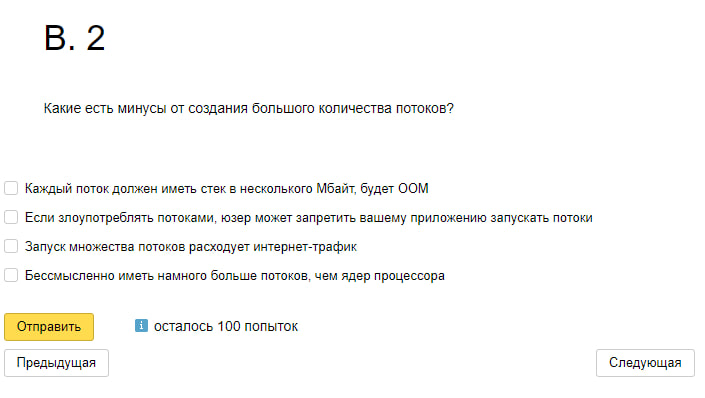 В. 2
Какие есть минусы от создания большого количества потоков?
Каждый поток должен иметь стек в несколького Мбайт, будет OOM
Если злоупотреблять потоками, юзер может запретить вашему приложению запускать потоки
Запуск множества потоков расходует интернет-трафик
Бессмысленно иметь намного больше потоков, чем ядер процессора
Отправить
осталось 100 попыток
Предыдущая
Следующая